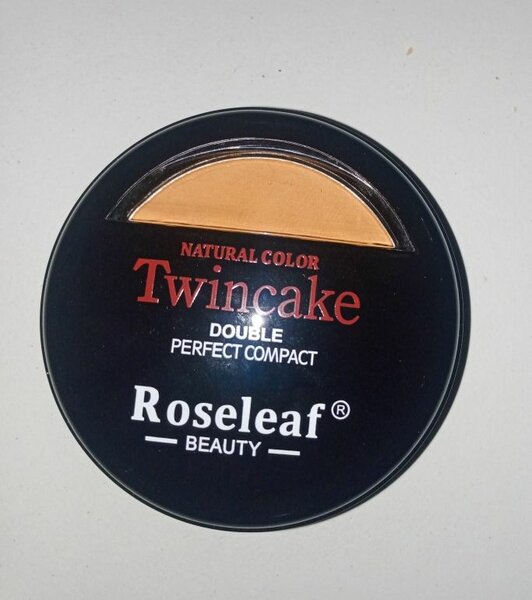 NATURAL COLOR
Twincake
DOUBLE
PERFECT COMPACT
Roseleaf®
BEAUTY